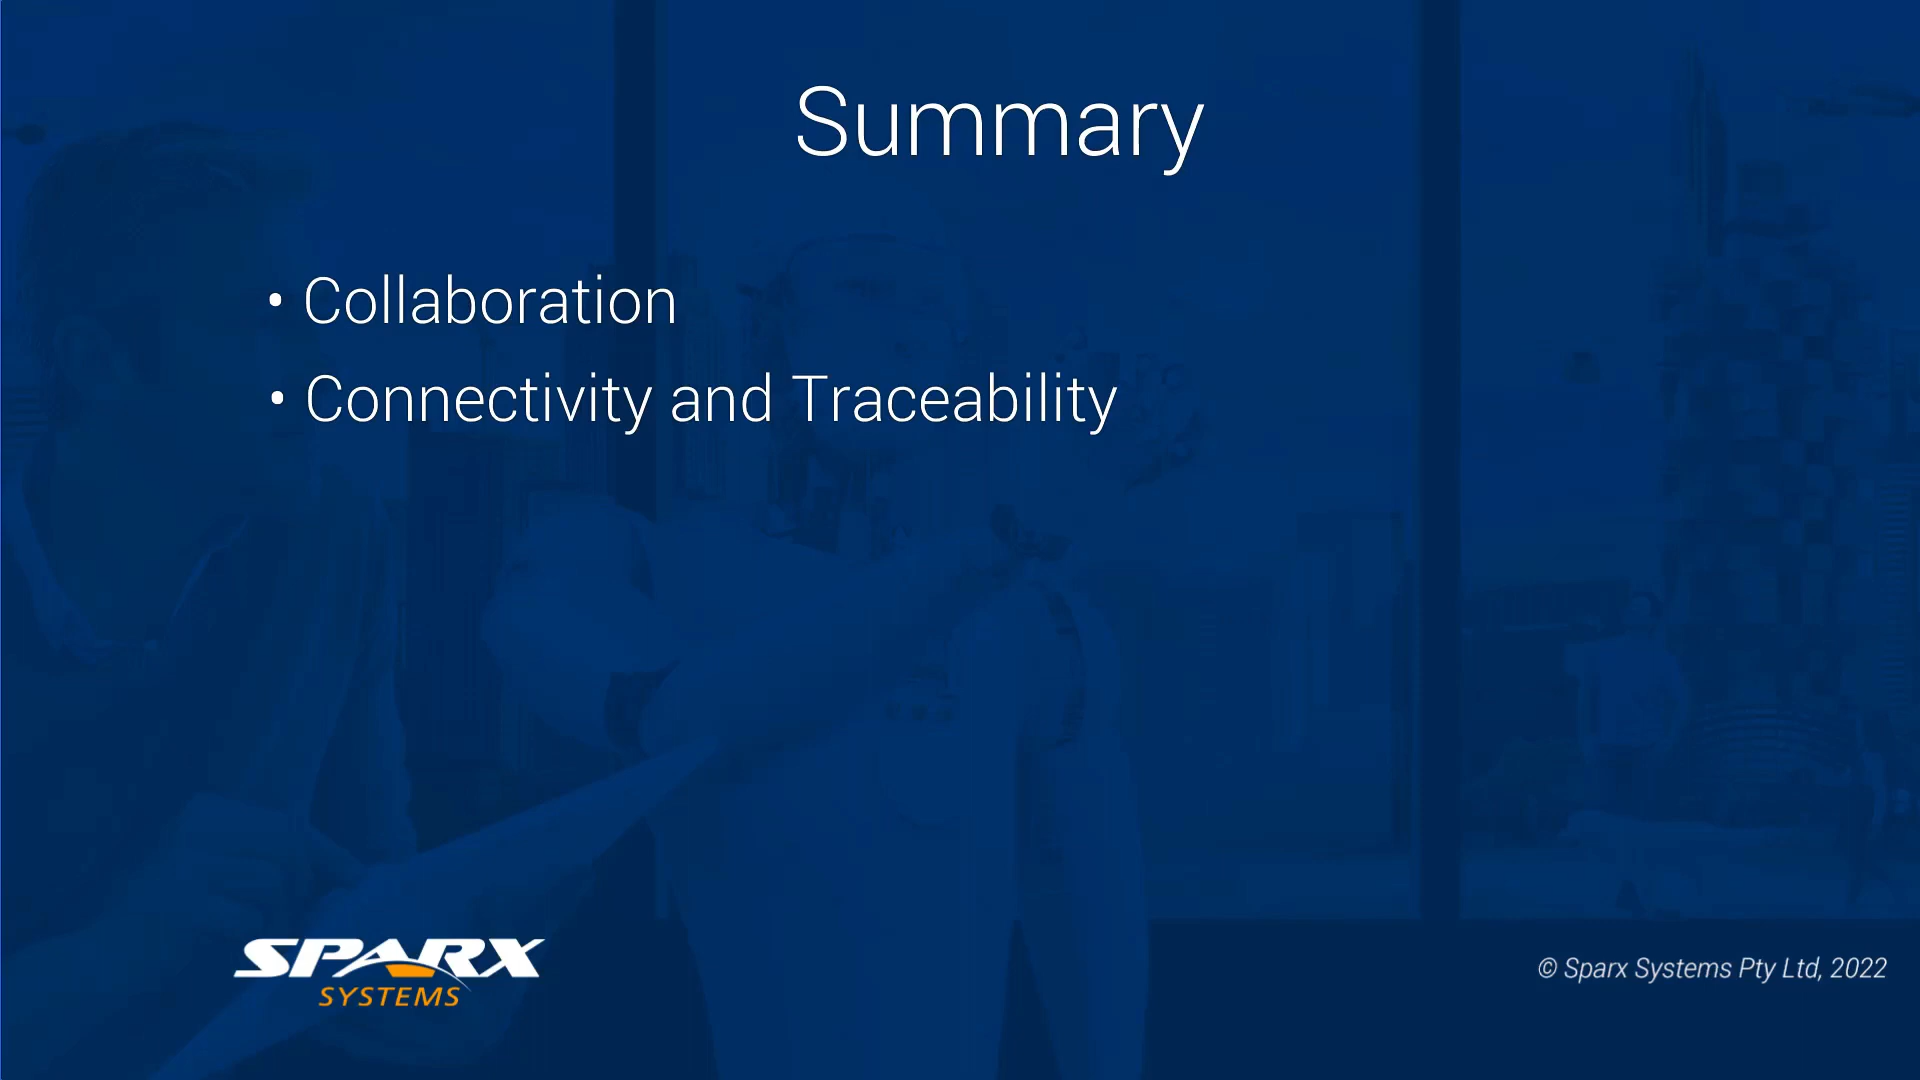 Summary
• Collaboration
• Connectivity and Traceability
SPARX
SYSTEMS
© Sparx Systems Pty Ltd, 2022